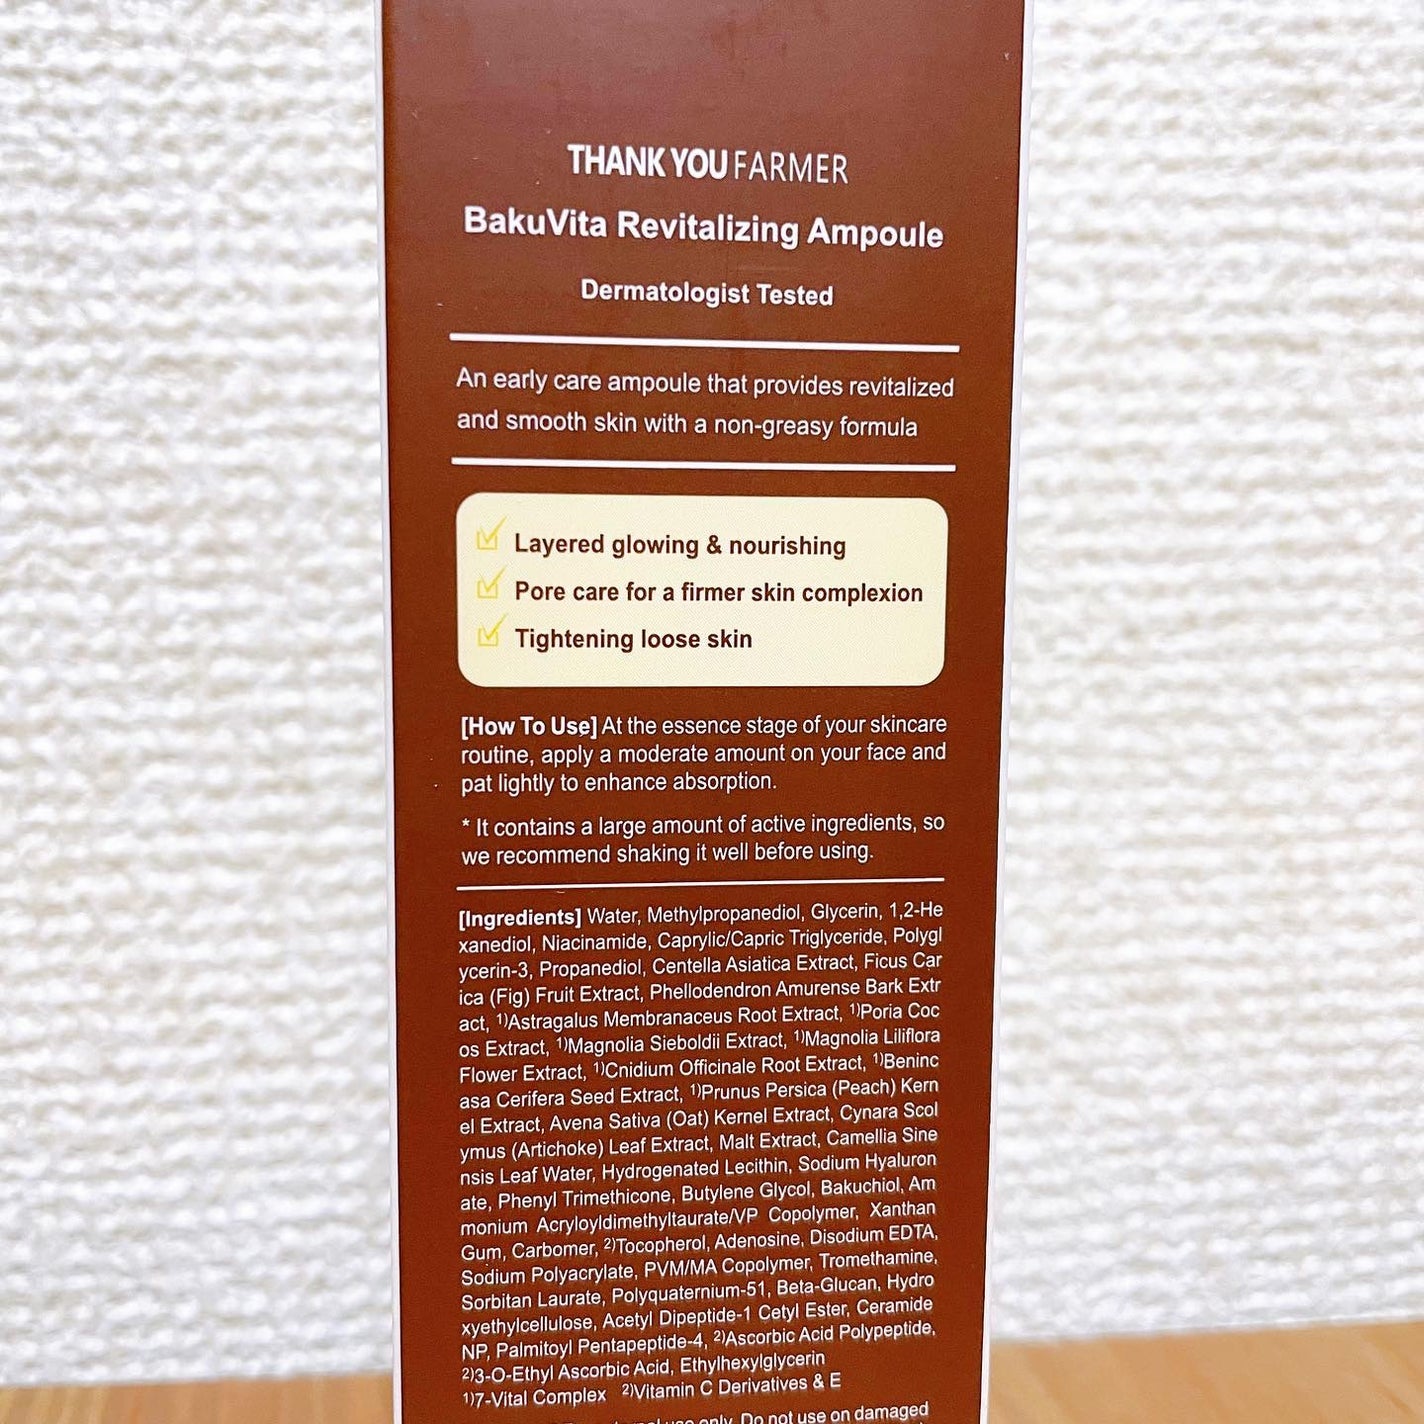 THANK YOU FARMER
BakuVita Revitalizing Ampoule
Dermatologist Tested
An early care ampoule that provides revitalized
and smooth skin with a non-greasy formula
Layered glowing & nourishing
Pore care for a firmer skin complexion
Tightening loose skin
[How To Use] At the essence stage of your skincare
routine, apply a moderate amount on your face and
pat lightly to enhance absorption.
* It contains a large amount of active ingredients, so
we recommend shaking it well before using.
[Ingredients] Water, Methylpropanediol, Glycerin, 1,2-He
xanediol, Niacinamide, Caprylic/Capric Triglyceride, Polygl
ycerin-3, Propanediol, Centella Asiatica Extract, Ficus Car
ica (Fig) Fruit Extract, Phellodendron Amurense Bark Extr
act, ¹⁾Astragalus Membranaceus Root Extract, ¹⁾Poria Coc
os Extract, ¹⁾Magnolia Sieboldii Extract, ¹⁾Magnolia Liliflora
Flower Extract, ¹⁾Cnidium Officinale Root Extract, ¹⁾Beninc
asa Cerifera Seed Extract, ¹⁾Prunus Persica (Peach) Kern
el Extract, Avena Sativa (Oat) Kernel Extract, Cynara Scol
ymus (Artichoke) Leaf Extract, Malt Extract, Camellia Sine
nsis Leaf Water, Hydrogenated Lecithin, Sodium Hyaluron
ate, Phenyl Trimethicone, Butylene Glycol, Bakuchiol, Am
monium Acryloyldimethyltaurate/VP Copolymer, Xanthan
Gum, Carbomer, ²⁾Tocopherol, Adenosine, Disodium EDTA,
Sodium Polyacrylate, PVM/MA Copolymer, Tromethamine,
Sorbitan Laurate, Polyquaternium-51, Beta-Glucan, Hydro
xyethylcellulose, Acetyl Dipeptide-1 Cetyl Ester, Ceramide
NP, Palmitoyl Pentapeptide-4, ²⁾Ascorbic Acid Polypeptide,
²⁾3-O-Ethyl Ascorbic Acid, Ethylhexylglycerin
¹⁾7-Vital Complex ²⁾Vitamin C Derivatives & E
use only. Do not use on damaged